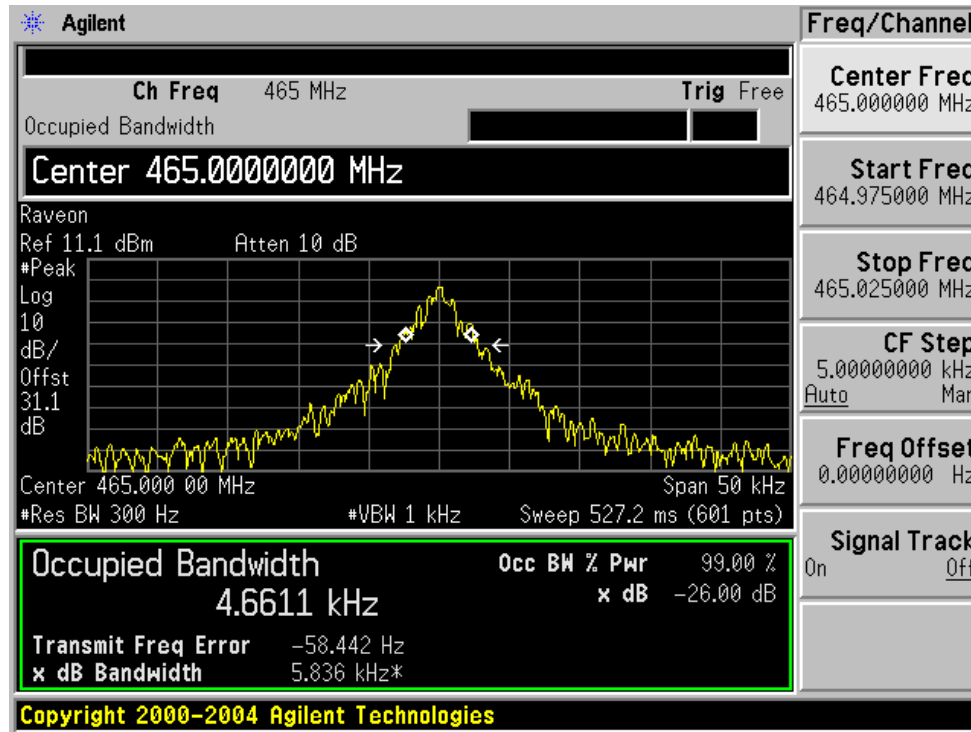 Agilent
Freq/Channel
Ch Freq 465 MHz Trig Free
Occupied Bandwidth
Center 465.0000000 MHz
Raveon
Ref 11.1 dBm Atten 10 dB
#Peak
Log
10
dB/
Offst
31.1
dB
Center 465.000 00 MHz Span 50 kHz
#Res BW 300 Hz #VBW 1 kHz Sweep 527.2 ms (601 pts)
Occupied Bandwidth
4.6611 kHz
Occ BW % Pwr 99.00 %
x dB -26.00 dB
Transmit Freq Error -58.442 Hz
x dB Bandwidth 5.836 kHz*
Copyright 2000-2004 Agilent Technologies
Center Freq
465.000000 MHz
Start Freq
464.975000 MHz
Stop Freq
465.025000 MHz
CF Step
5.00000000 kHz
Auto Man
Freq Offset
0.00000000 Hz
Signal Track
On Off